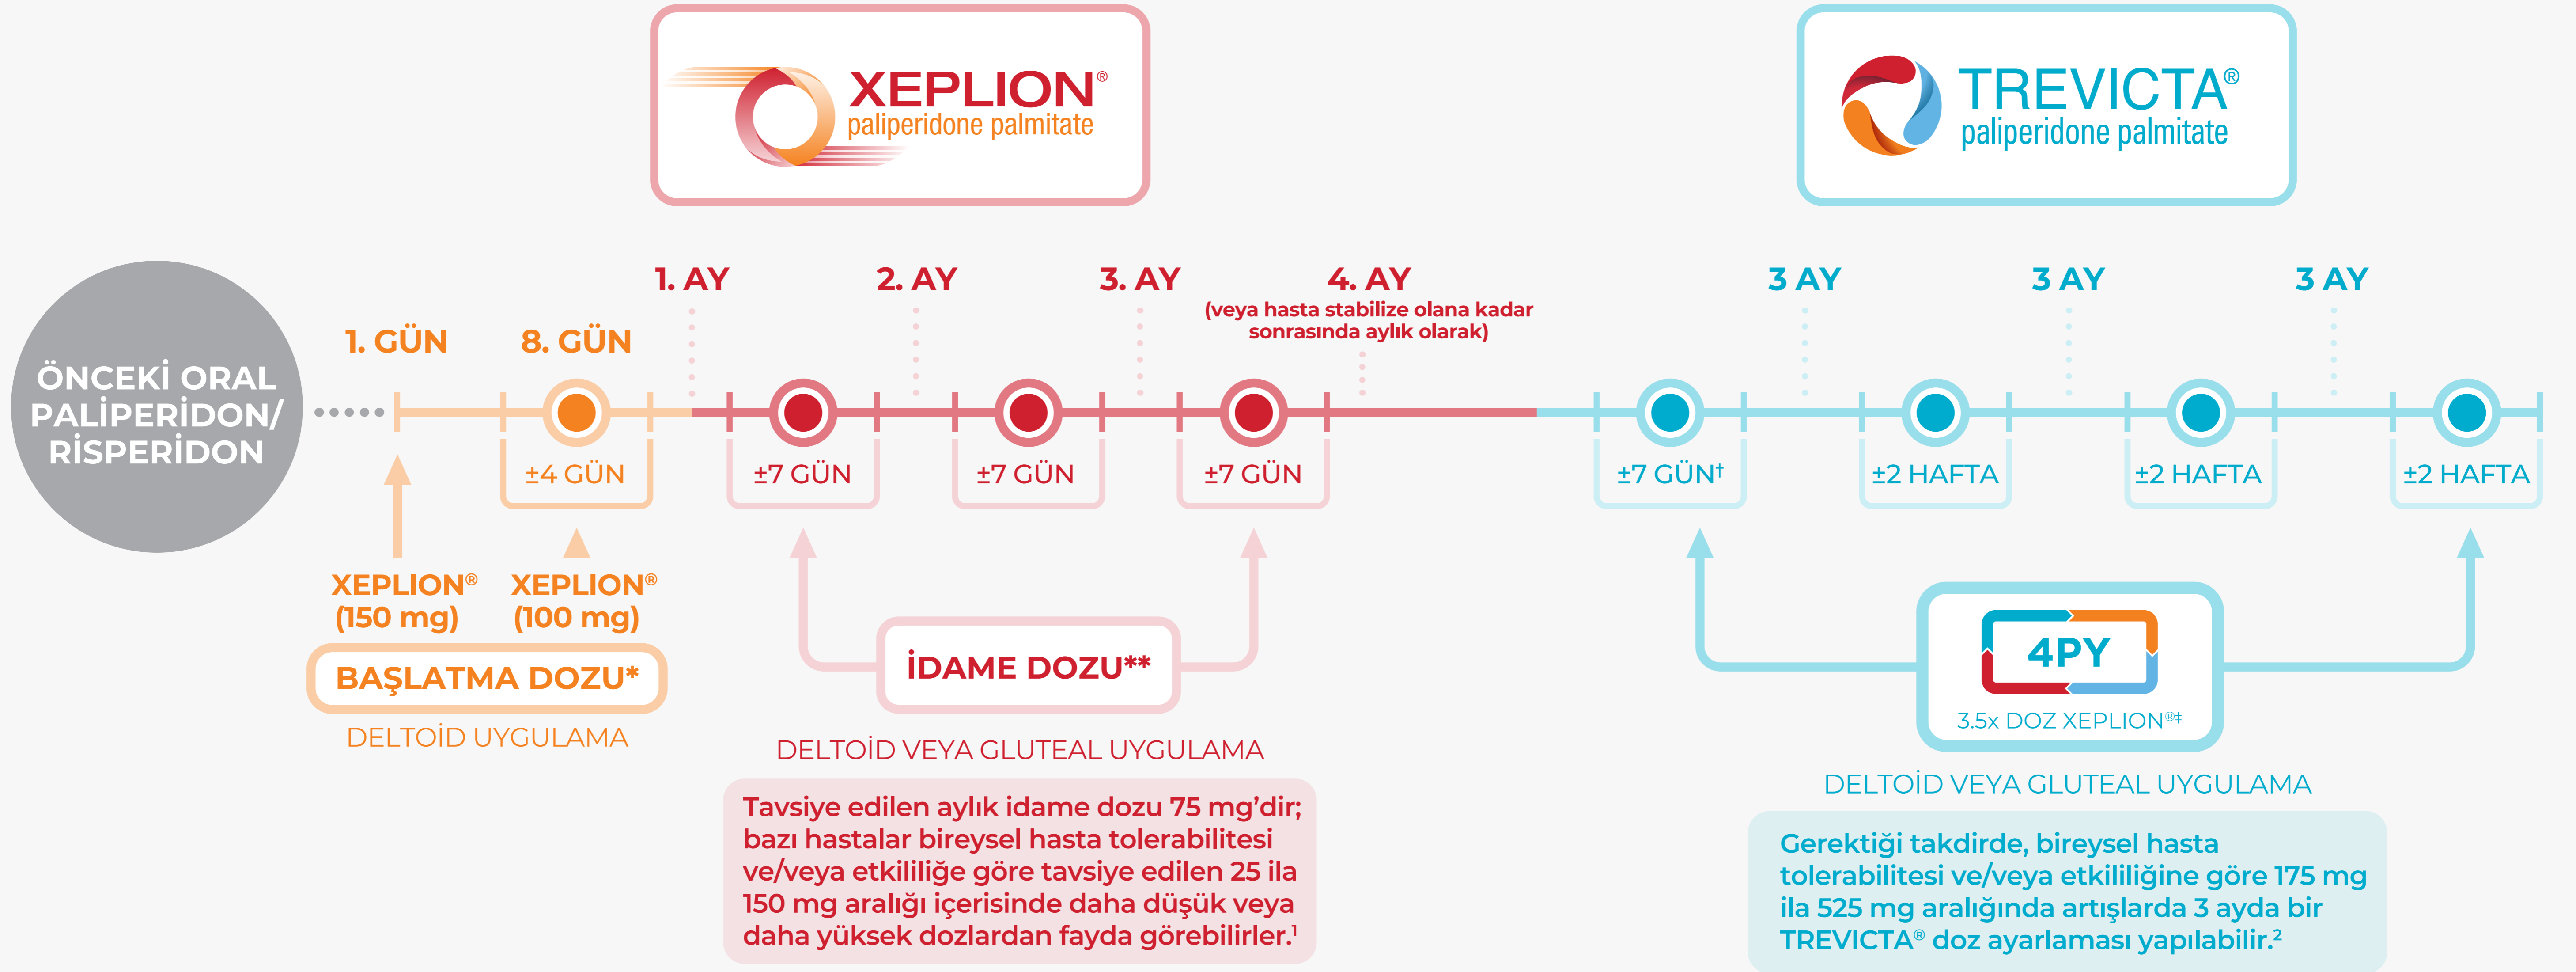 XEPLION®
paliperidone palmitate
TREVICTA®
paliperidone palmitate
ÖNCEKİ ORAL
PALİPERİDON/
RİSPERİDON
1. GÜN
8. GÜN
1. AY
2. AY
3. AY
4. AY
(veya hasta stabilize olana kadar
sonrasında aylık olarak)
3 AY
3 AY
3 AY
±4 GÜN
±7 GÜN
±7 GÜN
±7 GÜN
±7 GÜN†
±2 HAFTA
±2 HAFTA
±2 HAFTA
XEPLION®
(150 mg)
XEPLION®
(100 mg)
BAŞLATMA DOZU*
DELTOİD UYGULAMA
İDAME DOZU**
DELTOİD VEYA GLUTEAL UYGULAMA
Tavsiye edilen aylık idame dozu 75 mg’dir;
bazı hastalar bireysel hasta tolerabilitesi
ve/veya etkililiğe göre tavsiye edilen 25 ila
150 mg aralığı içerisinde daha düşük veya
daha yüksek dozlardan fayda görebilirler.¹
4PY
3.5x DOZ XEPLION®‡
DELTOİD VEYA GLUTEAL UYGULAMA
Gerektiği takdirde, bireysel hasta
tolerabilitesi ve/veya etkililiğine göre 175 mg
ila 525 mg aralığında artışlarda 3 ayda bir
TREVICTA® doz ayarlaması yapılabilir.²